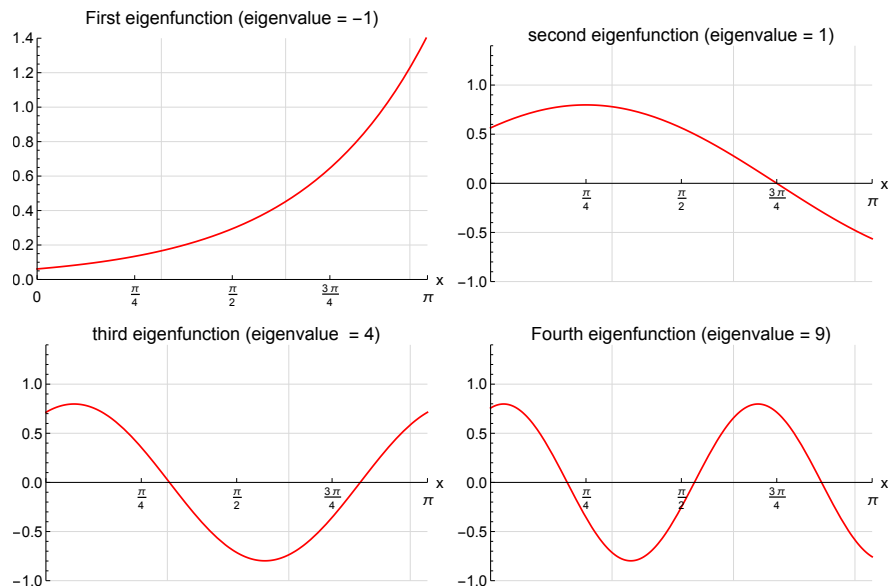 First eigenfunction (eigenvalue = −1)
1.4
1.2
1.0
0.8
0.6
0.4
0.2
0.0
0
π/4
π/2
3π/4
π
x
second eigenfunction (eigenvalue = 1)
1.0
0.5
0.0
−0.5
−1.0
π/4
π/2
3π/4
π
x
third eigenfunction (eigenvalue = 4)
1.0
0.5
0.0
−0.5
−1.0
π/4
π/2
3π/4
π
x
Fourth eigenfunction (eigenvalue = 9)
1.0
0.5
0.0
−0.5
−1.0
π/4
π/2
3π/4
π
x